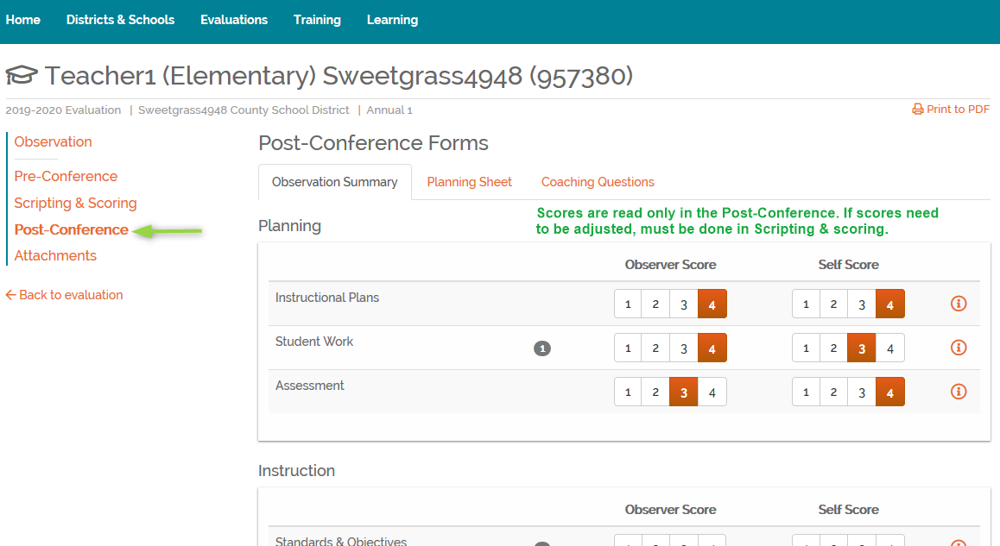 Home Districts & Schools Evaluations Training Learning
Teacher1 (Elementary) Sweetgrass4948 (957380)
2019-2020 Evaluation | Sweetgrass4948 County School District | Annual 1
Print to PDF
Observation
Pre-Conference
Scripting & Scoring
Post-Conference
Attachments
Back to evaluation
Post-Conference Forms
Observation Summary Planning Sheet Coaching Questions
Scores are read only in the Post-Conference. If scores need
to be adjusted, must be done in Scripting & scoring.
Planning
Observer Score Self Score
Instructional Plans 1 2 3 4 1 2 3 4
Student Work 1 1 2 3 4 1 2 3 4
Assessment 1 2 3 4 1 2 3 4
Instruction
Observer Score Self Score
Standards & Objectives